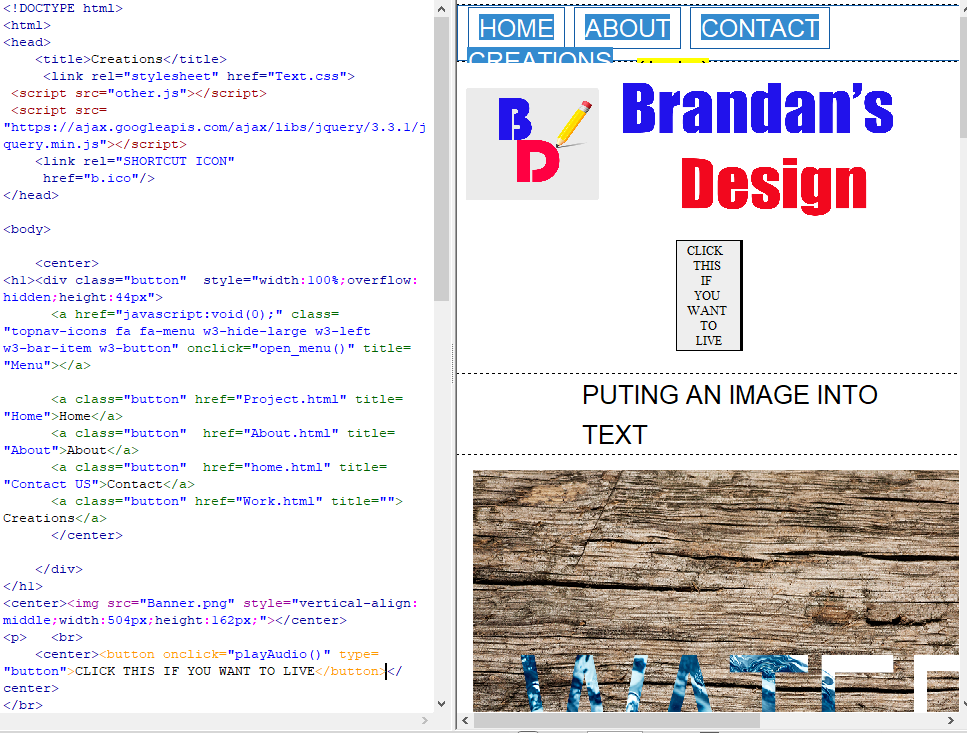 <!DOCTYPE html>
<html>
<head>
    <title>Creations</title>
     <link rel="stylesheet" href="Text.css">
 <script src="other.js"></script>
 <script src=
"https://ajax.googleapis.com/ajax/libs/jquery/3.3.1/j
query.min.js"></script>
    <link rel="SHORTCUT ICON"
     href="b.ico"/>
</head>
<body>
    <center>
<h1><div class="button"  style="width:100%;overflow:
hidden;height:44px">
      <a href="javascript:void(0);" class=
"topnav-icons fa fa-menu w3-hide-large w3-left
w3-bar-item w3-button" onclick="open_menu()" title=
"Menu"></a>
      <a class="button" href="Project.html" title=
"Home">Home</a>
      <a class="button"  href="About.html" title=
"About">About</a>
      <a class="button"  href="home.html" title=
"Contact US">Contact</a>
      <a class="button" href="Work.html" title="">
Creations</a>
      </center>
    </div>
</h1>
<center><img src="Banner.png" style="vertical-align:
middle;width:504px;height:162px;"></center>
<p>   <br>
    <center><button onclick="playAudio()" type=
"button">CLICK THIS IF YOU WANT TO LIVE</button></
center>
</br>
HOME ABOUT CONTACT
CREATIONS
BD
Brandan's
Design
CLICK
THIS
IF
YOU
WANT
TO
LIVE
PUTING AN IMAGE INTO
TEXT
WATE